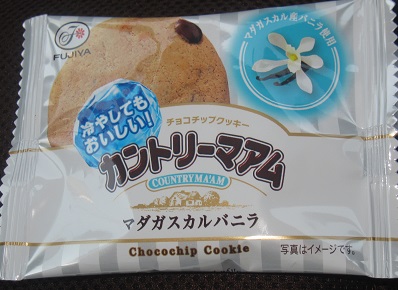 FUJIYA
マダガスカル産バニラ使用
冷やしても
おいしい!
チョコチップクッキー
カントリーマアム
COUNTRY MA'AM
マダガスカルバニラ
Chocochip Cookie
写真はイメージです。